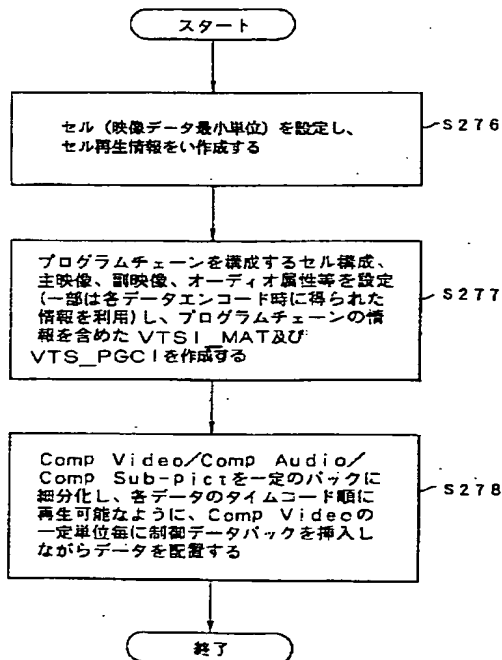 スタート
セル（映像データ最小単位）を設定し、
セル再生情報をい作成する
S276
プログラムチェーンを構成するセル構成、
主映像、副映像、オーディオ属性等を設定
(一部は各データエンコード時に得られた
情報を利用)し、プログラムチェーンの情
報を含めたVTSI_MAT及び
VTS_PGCIを作成する
S277
Comp Video/Comp Audio/
Comp Sub-pictを一定のパックに
細分化し、各データのタイムコード順に
再生可能なように、Comp Videoの
一定単位毎に制御データパックを挿入し
ながらデータを配置する
S278
終了